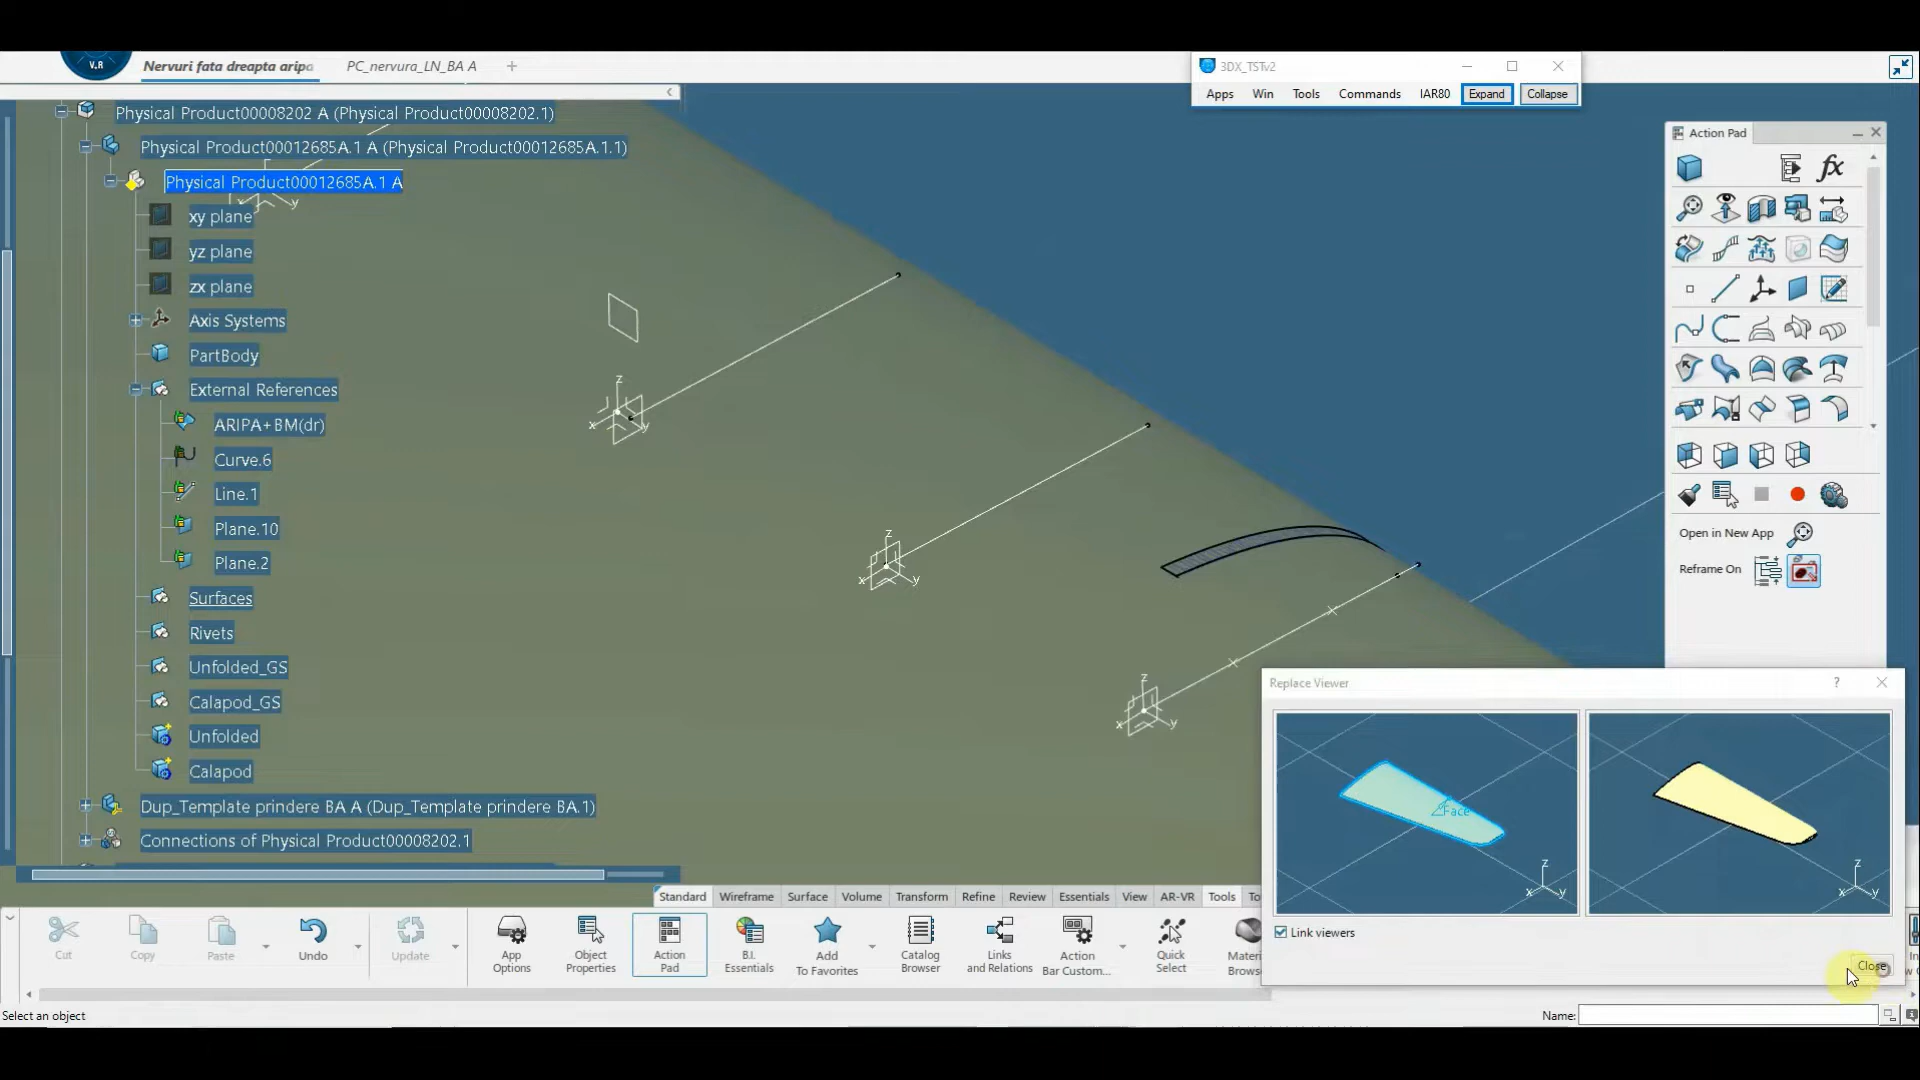 V.R
Nervuri fata dreapta aripa
PC_nervura_LN_BA A
3DX_TSTv2
Apps
Win
Tools
Commands
IAR80
Expand
Collapse
Physical Product00008202 A (Physical Product00008202.1)
Physical Product00012685A.1 A (Physical Product00012685A.1.1)
Physical Product00012685A.1 A
xy plane
yz plane
zx plane
Axis Systems
PartBody
External References
ARIPA+BM(dr)
Curve.6
Line.1
Plane.10
Plane.2
Surfaces
Rivets
Unfolded_GS
Calapod_GS
Unfolded
Calapod
Dup_Template prindere BA A (Dup_Template prindere BA.1)
Connections of Physical Product00008202.1
x y
z
x y
z
x y
z
x y
Action Pad
fx
Open in New App
Reframe On
Replace Viewer
?
Face
z
x y
z
x y
Link viewers
Close
Standard
Wireframe
Surface
Volume
Transform
Refine
Review
Essentials
View
AR-VR
Tools
To
Cut
Copy
Paste
Undo
Update
App
Options
Object
Properties
Action
Pad
B.I.
Essentials
Add
To Favorites
Catalog
Browser
Links
and Relations
Action
Bar Custom...
Quick
Select
Materi
Brows
Select an object
Name: